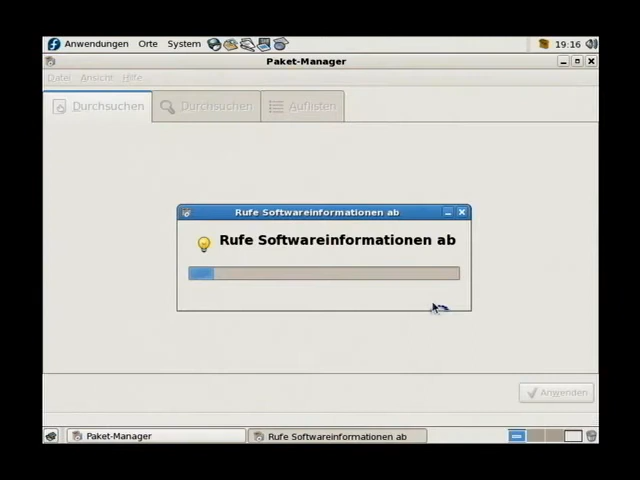 Anwendungen Orte System 19:16
Paket-Manager
Datei Ansicht Hilfe
Durchsuchen Durchsuchen Auflisten
Rufe Softwareinformationen ab
Rufe Softwareinformationen ab
Anwenden
Paket-Manager Rufe Softwareinformationen ab